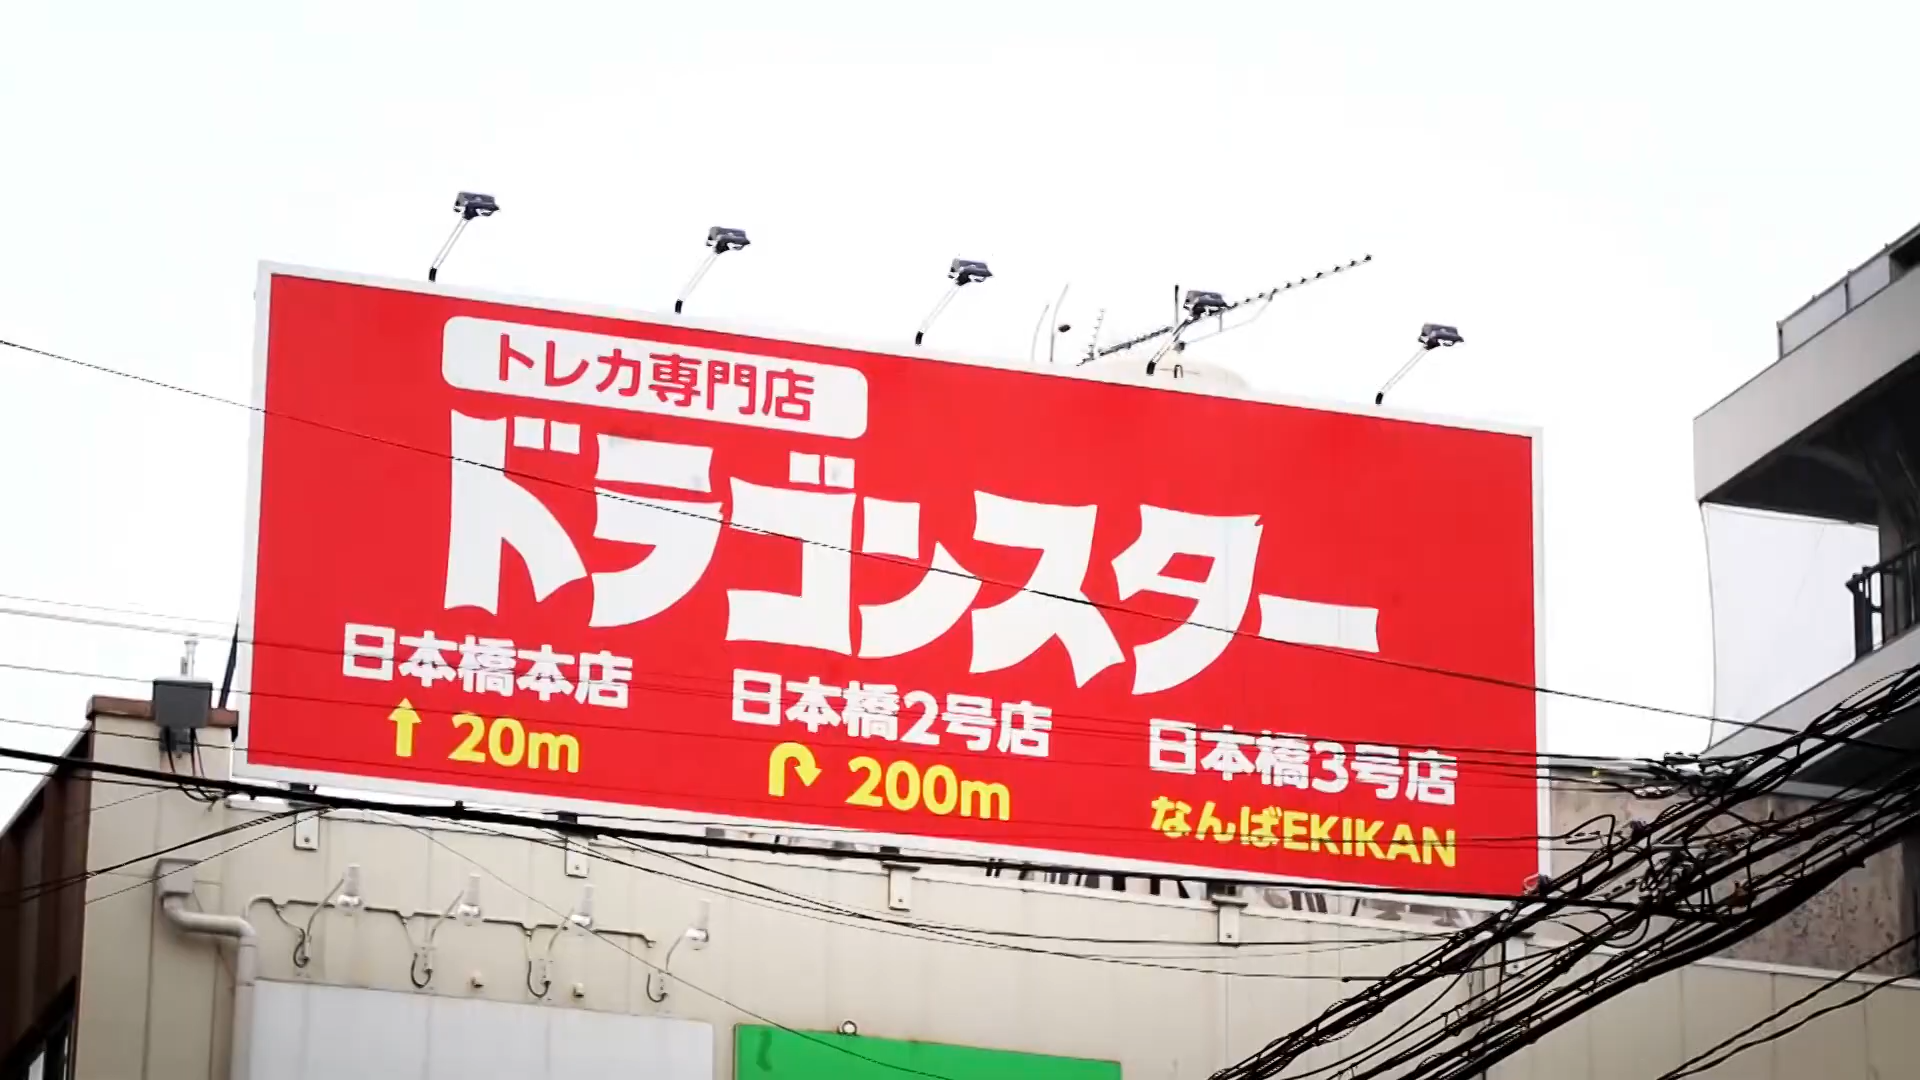 トレカ専門店
ドラゴンスター
日本橋本店
↑ 20m
日本橋2号店
↷ 200m
日本橋3号店
なんばEKIKAN